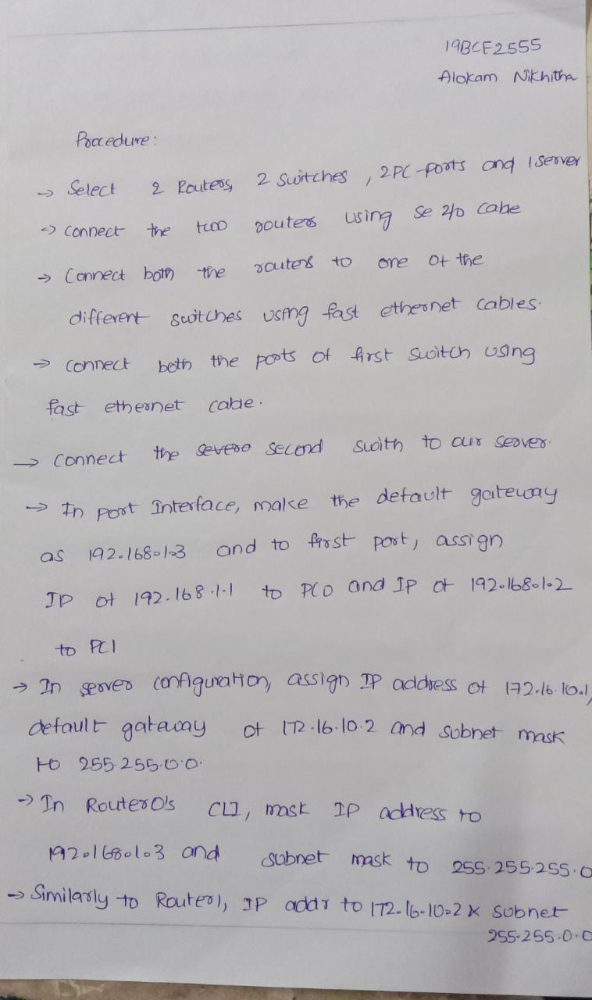 19BCE2555
Alokam Nikhitha
Procedure:
→ Select 2 Routers, 2 switches, 2PC-ports and 1 server
→ connect the two routers using se 2/0 cable
→ Connect both the routers to one of the
different switches using fast ethernet cables.
→ connect both the ports of first switch using
fast ethernet cable.
→ connect the second swith to our server.
→ In port Interface, make the default gateway
as 192.168.1.3 and to first port, assign
IP of 192.168.1.1 to PC0 and IP of 192.168.1.2
to PC1
→ In server configuration, assign IP address of 172.16.10.1,
default gateway of 172.16.10.2 and subnet mask
to 255.255.0.0.
→ In Router0's CLI, mask IP address to
192.168.1.3 and subnet mask to 255.255.255.0
→ Similarly to Router1, IP addr to 172.16.10.2 & subnet
255.255.0.0